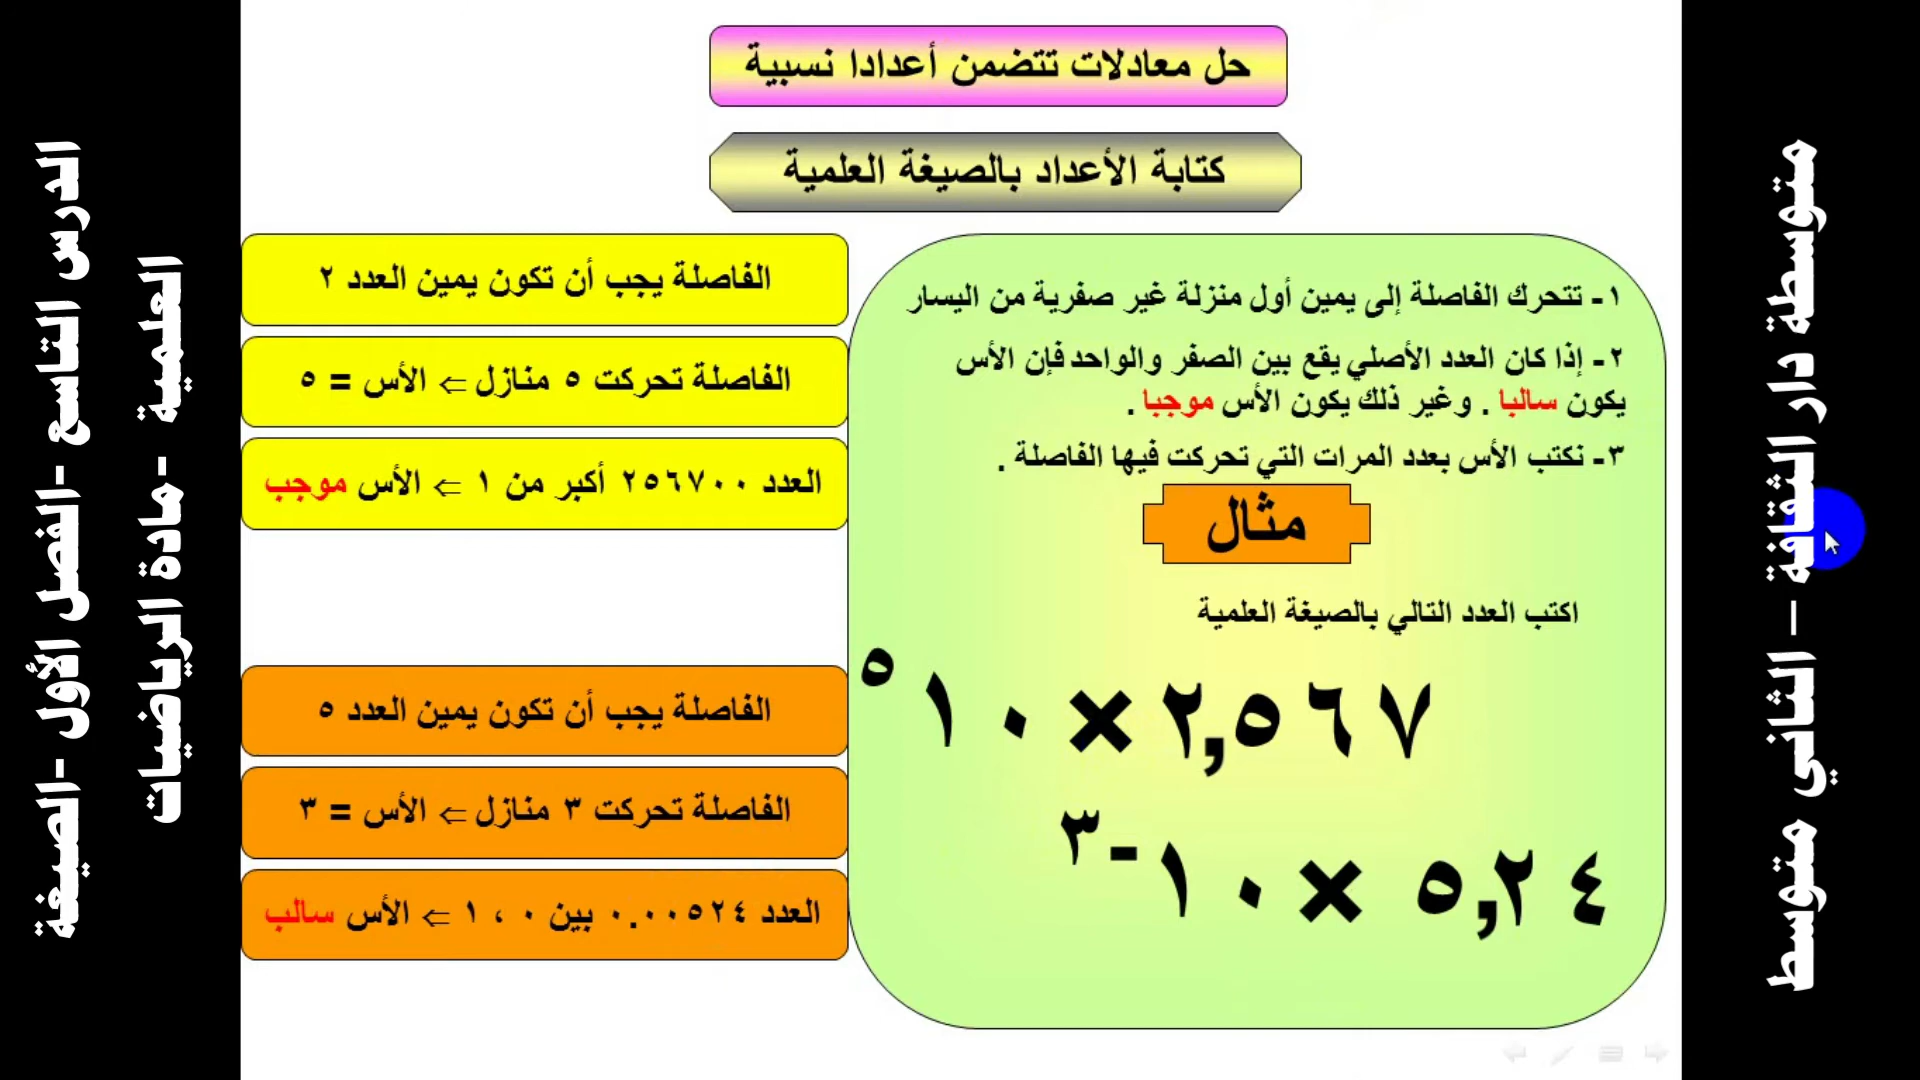 حل معادلات تتضمن أعدادا نسبية
كتابة الأعداد بالصيغة العلمية
١- تتحرك الفاصلة إلى يمين أول منزلة غير صفرية من اليسار
٢- إذا كان العدد الأصلي يقع بين الصفر والواحد فإن الأس
يكون سالبا . وغير ذلك يكون الأس موجبا .
٣- نكتب الأس بعدد المرات التي تحركت فيها الفاصلة .
مثال
اكتب العدد التالي بالصيغة العلمية
٢,٥٦٧ × ١٠ ٥
٥,٢٤ × ١٠ -٣
الفاصلة يجب أن تكون يمين العدد ٢
الفاصلة تحركت ٥ منازل ⇐ الأس = ٥
العدد ٢٥٦٧٠٠ أكبر من ١ ⇐ الأس موجب
الفاصلة يجب أن تكون يمين العدد ٥
الفاصلة تحركت ٣ منازل ⇐ الأس = ٣
العدد ٠.٠٠٥٢٤ بين ٠ ، ١ ⇐ الأس سالب
متوسطة دار الثقافة – الثاني متوسط
الدرس التاسع -الفصل الأول -الصيغة
العلمية -مادة الرياضيات